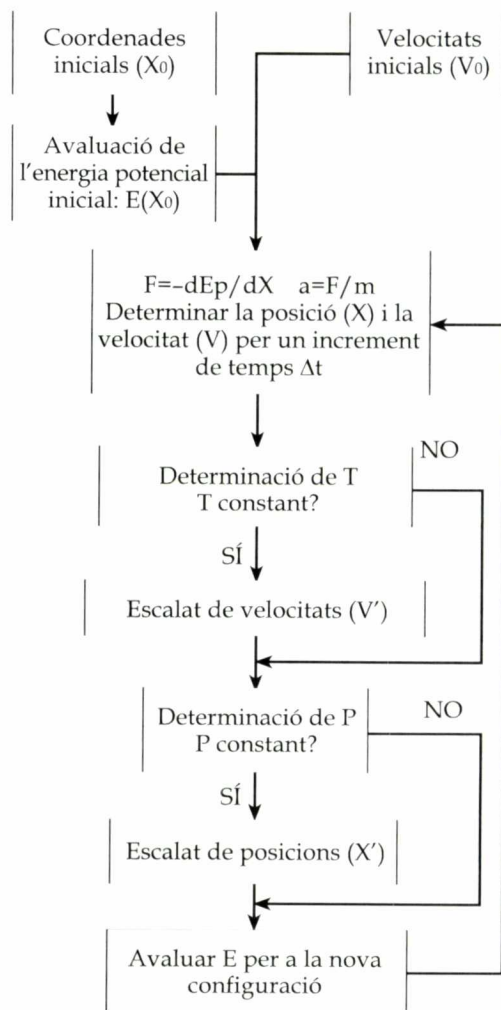 Coordenades
inicials (X0)
Velocitats
inicials (V0)
Avaluació de
l'energia potencial
inicial: E(X0)
F=-dEp/dX a=F/m
Determinar la posició (X) i la
velocitat (V) per un increment
de temps Δt
Determinació de T
T constant?
NO
SÍ
Escalat de velocitats (V')
Determinació de P
P constant?
NO
SÍ
Escalat de posicions (X')
Avaluar E per a la nova
configuració